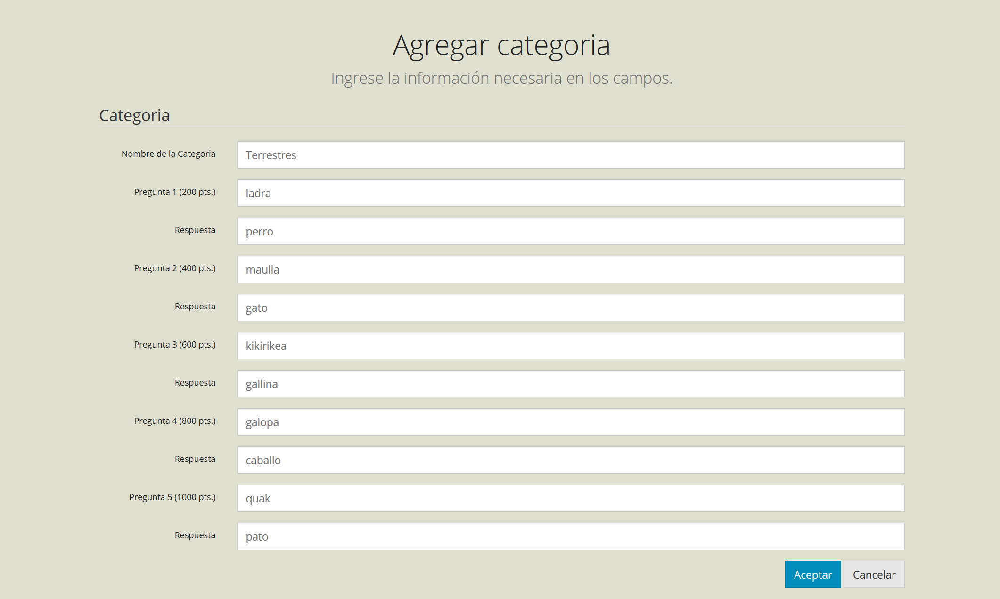 Agregar categoria
Ingrese la información necesaria en los campos.
Categoria
Nombre de la Categoria Terrestres
Pregunta 1 (200 pts.) ladra
Respuesta perro
Pregunta 2 (400 pts.) maulla
Respuesta gato
Pregunta 3 (600 pts.) kikirikea
Respuesta gallina
Pregunta 4 (800 pts.) galopa
Respuesta caballo
Pregunta 5 (1000 pts.) quak
Respuesta pato
Aceptar Cancelar